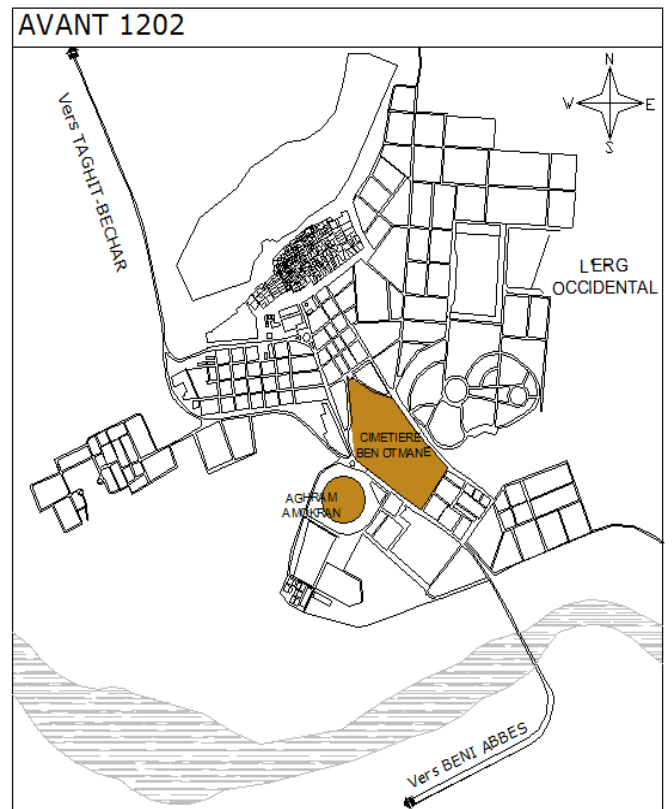 AVANT 1202
N
W
E
S
Vers TAGHIT-BECHAR
L'ERG
OCCIDENTAL
CIMETIERE
BEN OTMANE
AGHRAM
AMOKRAN
Vers BENI ABBES